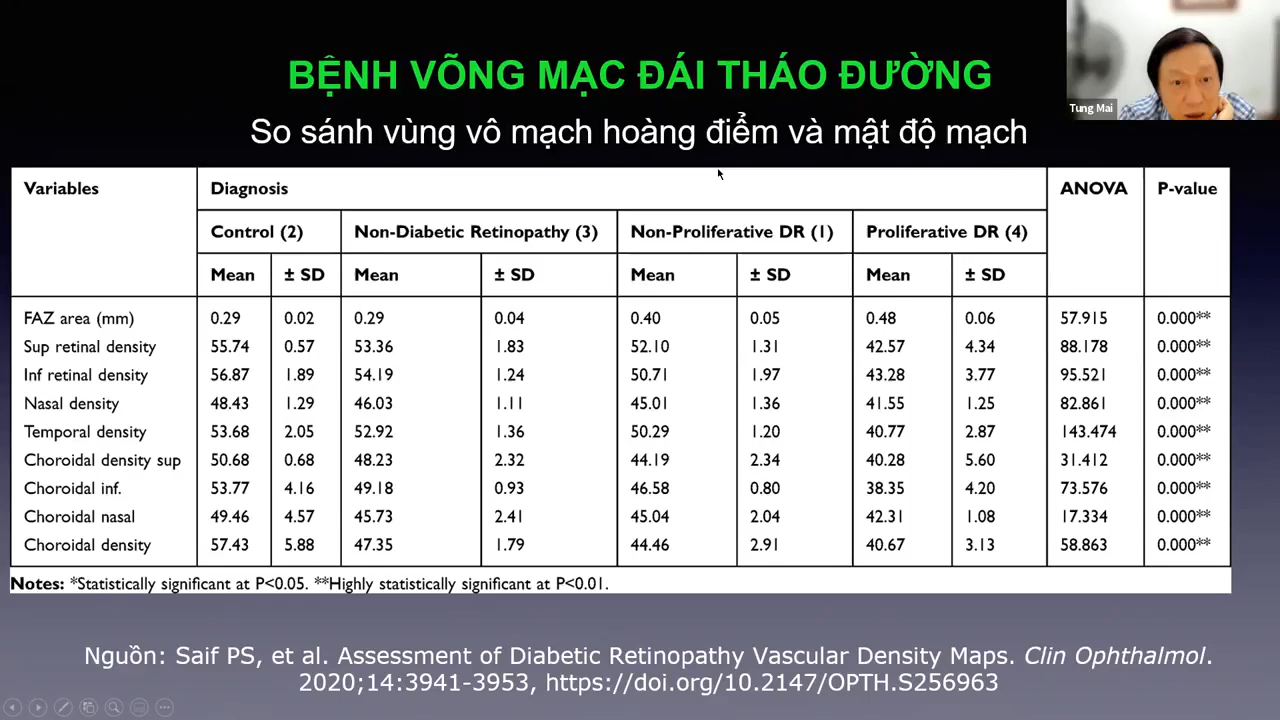 BỆNH VÕNG MẠC ĐÁI THÁO ĐƯỜNG
Tung Mai
So sánh vùng vô mạch hoàng điểm và mật độ mạch
Variables Diagnosis ANOVA P-value
Control (2) Non-Diabetic Retinopathy (3) Non-Proliferative DR (1) Proliferative DR (4)
Mean ± SD Mean ± SD Mean ± SD Mean ± SD
FAZ area (mm) 0.29 0.02 0.29 0.04 0.40 0.05 0.48 0.06 57.915 0.000**
Sup retinal density 55.74 0.57 53.36 1.83 52.10 1.31 42.57 4.34 88.178 0.000**
Inf retinal density 56.87 1.89 54.19 1.24 50.71 1.97 43.28 3.77 95.521 0.000**
Nasal density 48.43 1.29 46.03 1.11 45.01 1.36 41.55 1.25 82.861 0.000**
Temporal density 53.68 2.05 52.92 1.36 50.29 1.20 40.77 2.87 143.474 0.000**
Choroidal density sup 50.68 0.68 48.23 2.32 44.19 2.34 40.28 5.60 31.412 0.000**
Choroidal inf. 53.77 4.16 49.18 0.93 46.58 0.80 38.35 4.20 73.576 0.000**
Choroidal nasal 49.46 4.57 45.73 2.41 45.04 2.04 42.31 1.08 17.334 0.000**
Choroidal density 57.43 5.88 47.35 1.79 44.46 2.91 40.67 3.13 58.863 0.000**
Notes: *Statistically significant at P<0.05. **Highly statistically significant at P<0.01.
Nguồn: Saif PS, et al. Assessment of Diabetic Retinopathy Vascular Density Maps. Clin Ophthalmol.
2020;14:3941-3953, https://doi.org/10.2147/OPTH.S256963